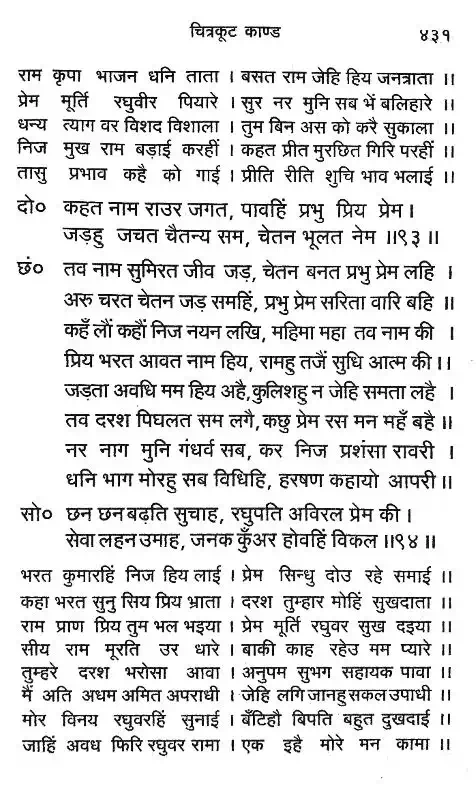 चित्रकूट काण्ड ४३१
राम कृपा भाजन धनि ताता । बसत राम जेहि हिय जनत्राता ।।
प्रेम मूर्ति रघुवीर पियारे । सुर नर मुनि सब भें बलिहारे ।।
धन्य त्याग वर विशद विशाला । तुम बिन अस को करै सुकाला ।।
निज मुख राम बड़ाई करहीं । कहत प्रीत मुरछित गिरि परहीं ।।
तासु प्रभाव कहै को गाई । प्रीति रीति शुचि भाव भलाई ।।
दो० कहत नाम राउर जगत, पावहिं प्रभु प्रिय प्रेम ।
जड़हु जचत चैतन्य सम, चेतन भूलत नेम ।।९३ ।।
छं० तव नाम सुमिरत जीव जड़, चेतन बनत प्रभु प्रेम लहि ।
अरु चरत चेतन जड़ समहिं, प्रभु प्रेम सरिता वारि बहि ।।
कहँ लौं कहौं निज नयन लखि, महिमा महा तव नाम की ।
प्रिय भरत आवत नाम हिय, रामहु तजैं सुधि आत्म की ।।
जड़ता अवधि मम हिय अहै, कुलिशहु न जेहि समता लहै ।
तव दरश पिघलत सम लगै, कछु प्रेम रस मन महँ बहै ।।
नर नाग मुनि गंधर्व सब, कर निज प्रशंसा रावरी ।
धनि भाग मोरहु सब विधिहि, हरषण कहायो आपरी ।।
सो० छन छन बढ़ति सुचाह, रघुपति अविरल प्रेम की ।
सेवा लहन उमाह, जनक कुँअर होवहिं विकल ।।९४ ।।
भरत कुमारहिं निज हिय लाई । प्रेम सिन्धु दोउ रहे समाई ।।
कहा भरत सुनु सिय प्रिय भ्राता । दरश तुम्हार मोहिं सुखदाता ।।
राम प्राण प्रिय तुम भल भइया । प्रेम मूर्ति रघुवर सुख दइया ।।
सीय राम मूरति उर धारे । बाकी काह रहेउ मम प्यारे ।।
तुम्हरे दरश भरोसा आवा । अनुपम सुभग सहायक पावा ।।
मैं अति अधम अमित अपराधी । जेहि लगि जानहु सकल उपाधी ।।
मोर विनय रघुवरहिं सुनाई । बँटिहौ बिपति बहुत दुखदाई ।।
जाहिं अवध फिरि रघुवर रामा । एक इहै मोरे मन कामा ।।